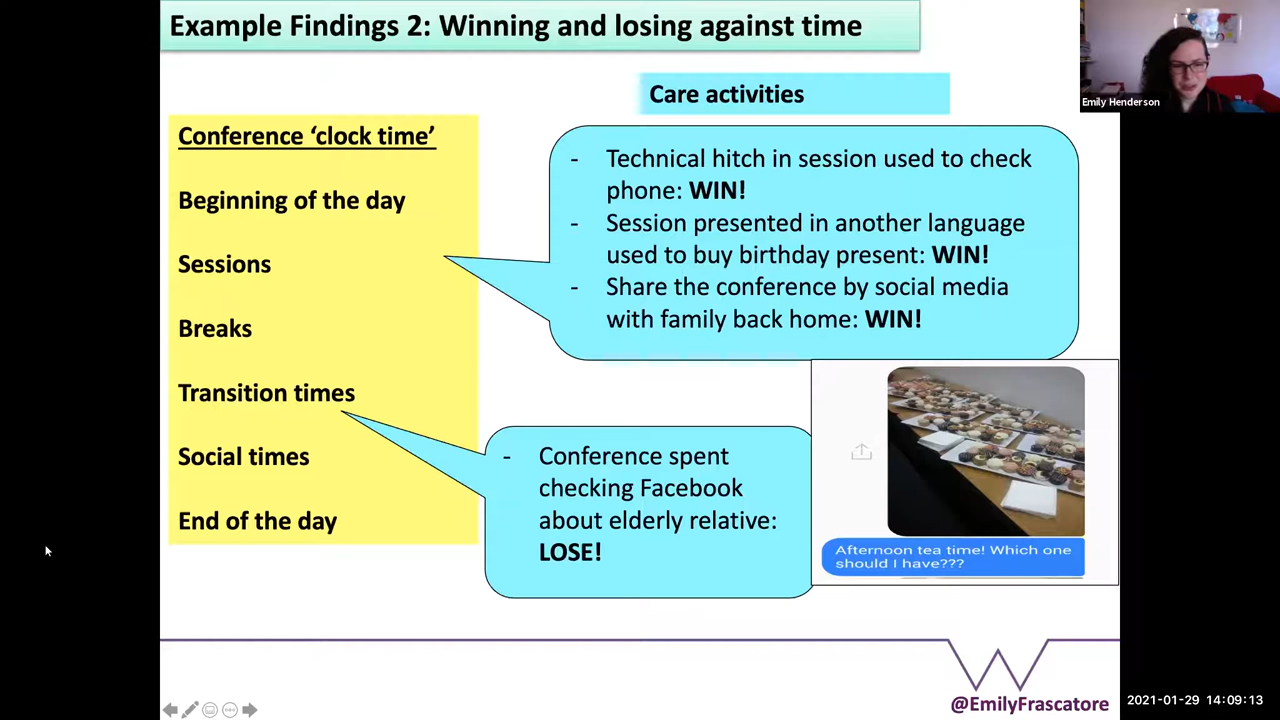 Example Findings 2: Winning and losing against time
Emily Henderson
Care activities
Conference ‘clock time’
Beginning of the day
Sessions
Breaks
Transition times
Social times
End of the day
- Technical hitch in session used to check
phone: WIN!
- Session presented in another language
used to buy birthday present: WIN!
- Share the conference by social media
with family back home: WIN!
- Conference spent
checking Facebook
about elderly relative:
LOSE!
Afternoon tea time! Which one
should I have???
@EmilyFrascatore
2021-01-29 14:09:13